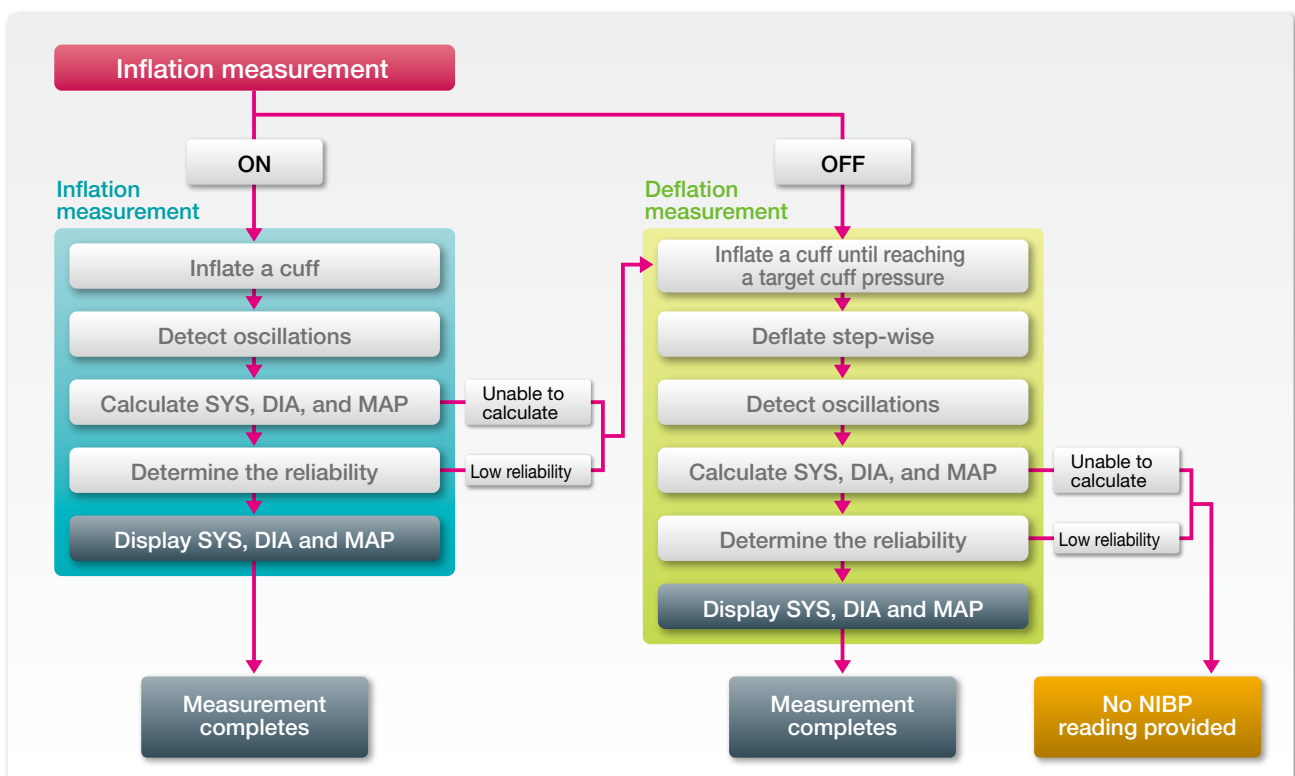 Inflation measurement
ON
OFF
Inflation
measurement
Inflate a cuff
Detect oscillations
Calculate SYS, DIA, and MAP
Unable to
calculate
Determine the reliability
Low reliability
Display SYS, DIA and MAP
Measurement
completes
Deflation
measurement
Inflate a cuff until reaching
a target cuff pressure
Deflate step-wise
Detect oscillations
Calculate SYS, DIA, and MAP
Unable to
calculate
Determine the reliability
Low reliability
Display SYS, DIA and MAP
Measurement
completes
No NIBP
reading provided